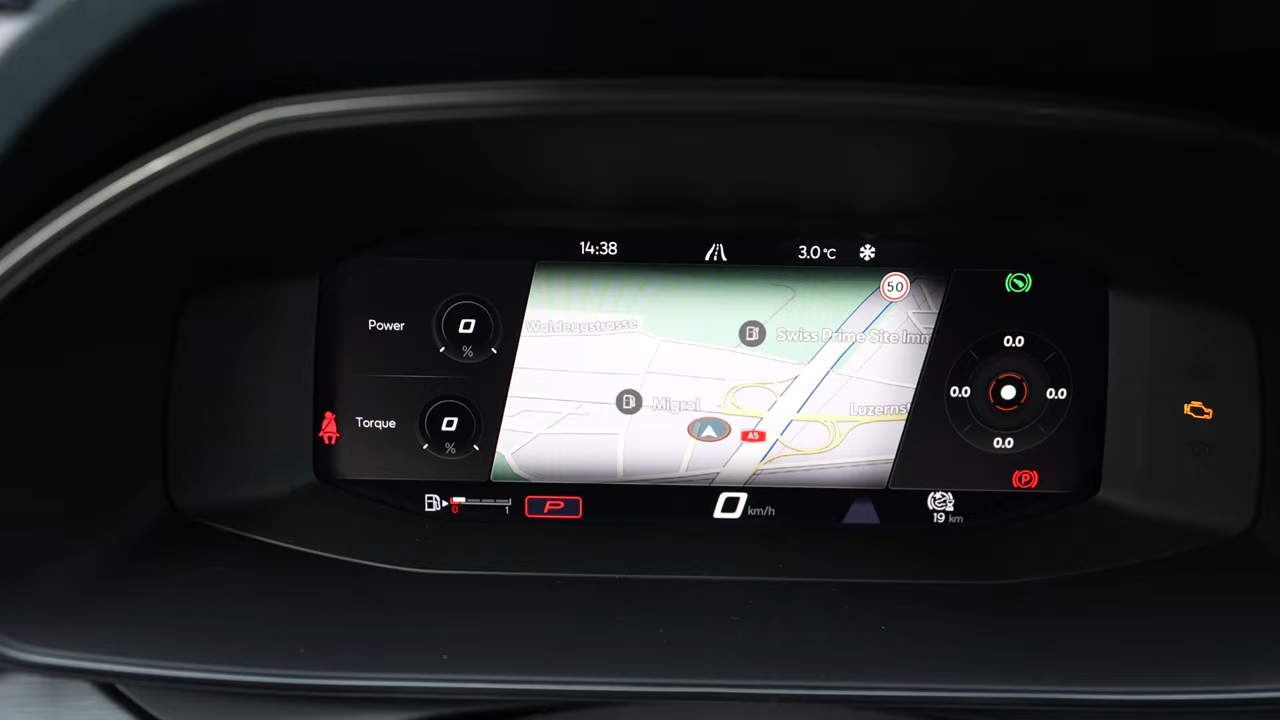 14:38
3.0 °C
50
Waldeggstrasse
Swiss Prime Site Imm
Power
0
%
0.0
0.0
0.0
0.0
Migrol
Luzernst
A5
Torque
0
%
P
0
1
P
0 km/h
19 km